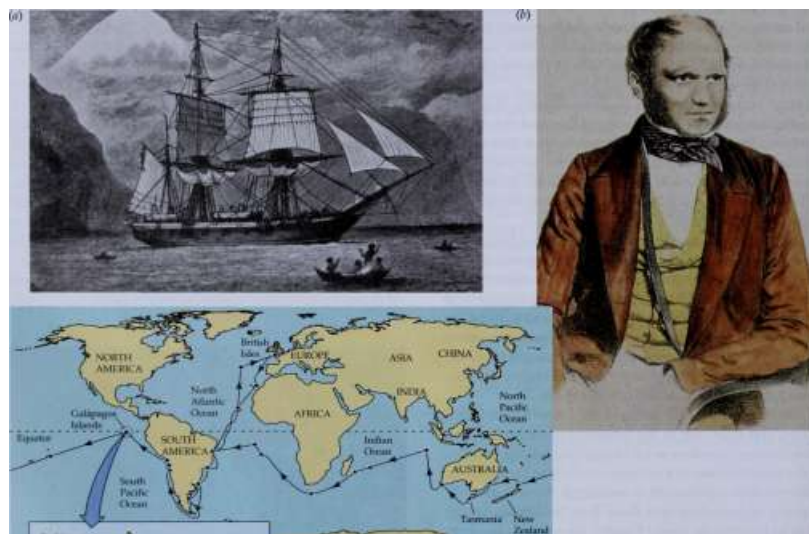 (a)
(b)
NORTH
AMERICA
British
Isles
EUROPE
ASIA
CHINA
North
Atlantic
Ocean
INDIA
North
Pacific
Ocean
AFRICA
Galápagos
Islands
Equator
SOUTH
AMERICA
Indian
Ocean
South
Pacific
Ocean
AUSTRALIA
Tasmania
New
Zealand